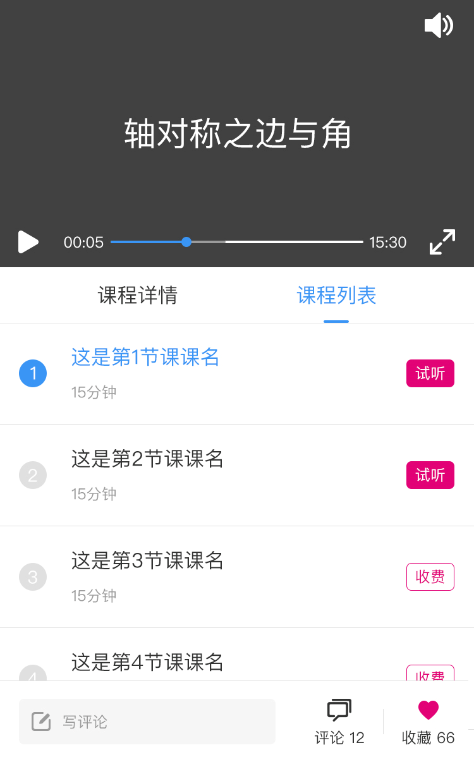 轴对称之边与角
00:05 15:30
课程详情 课程列表
1 这是第1节课课名 试听
15分钟
2 这是第2节课课名 试听
15分钟
3 这是第3节课课名 收费
15分钟
4 这是第4节课课名 收费
写评论 评论 12 收藏 66